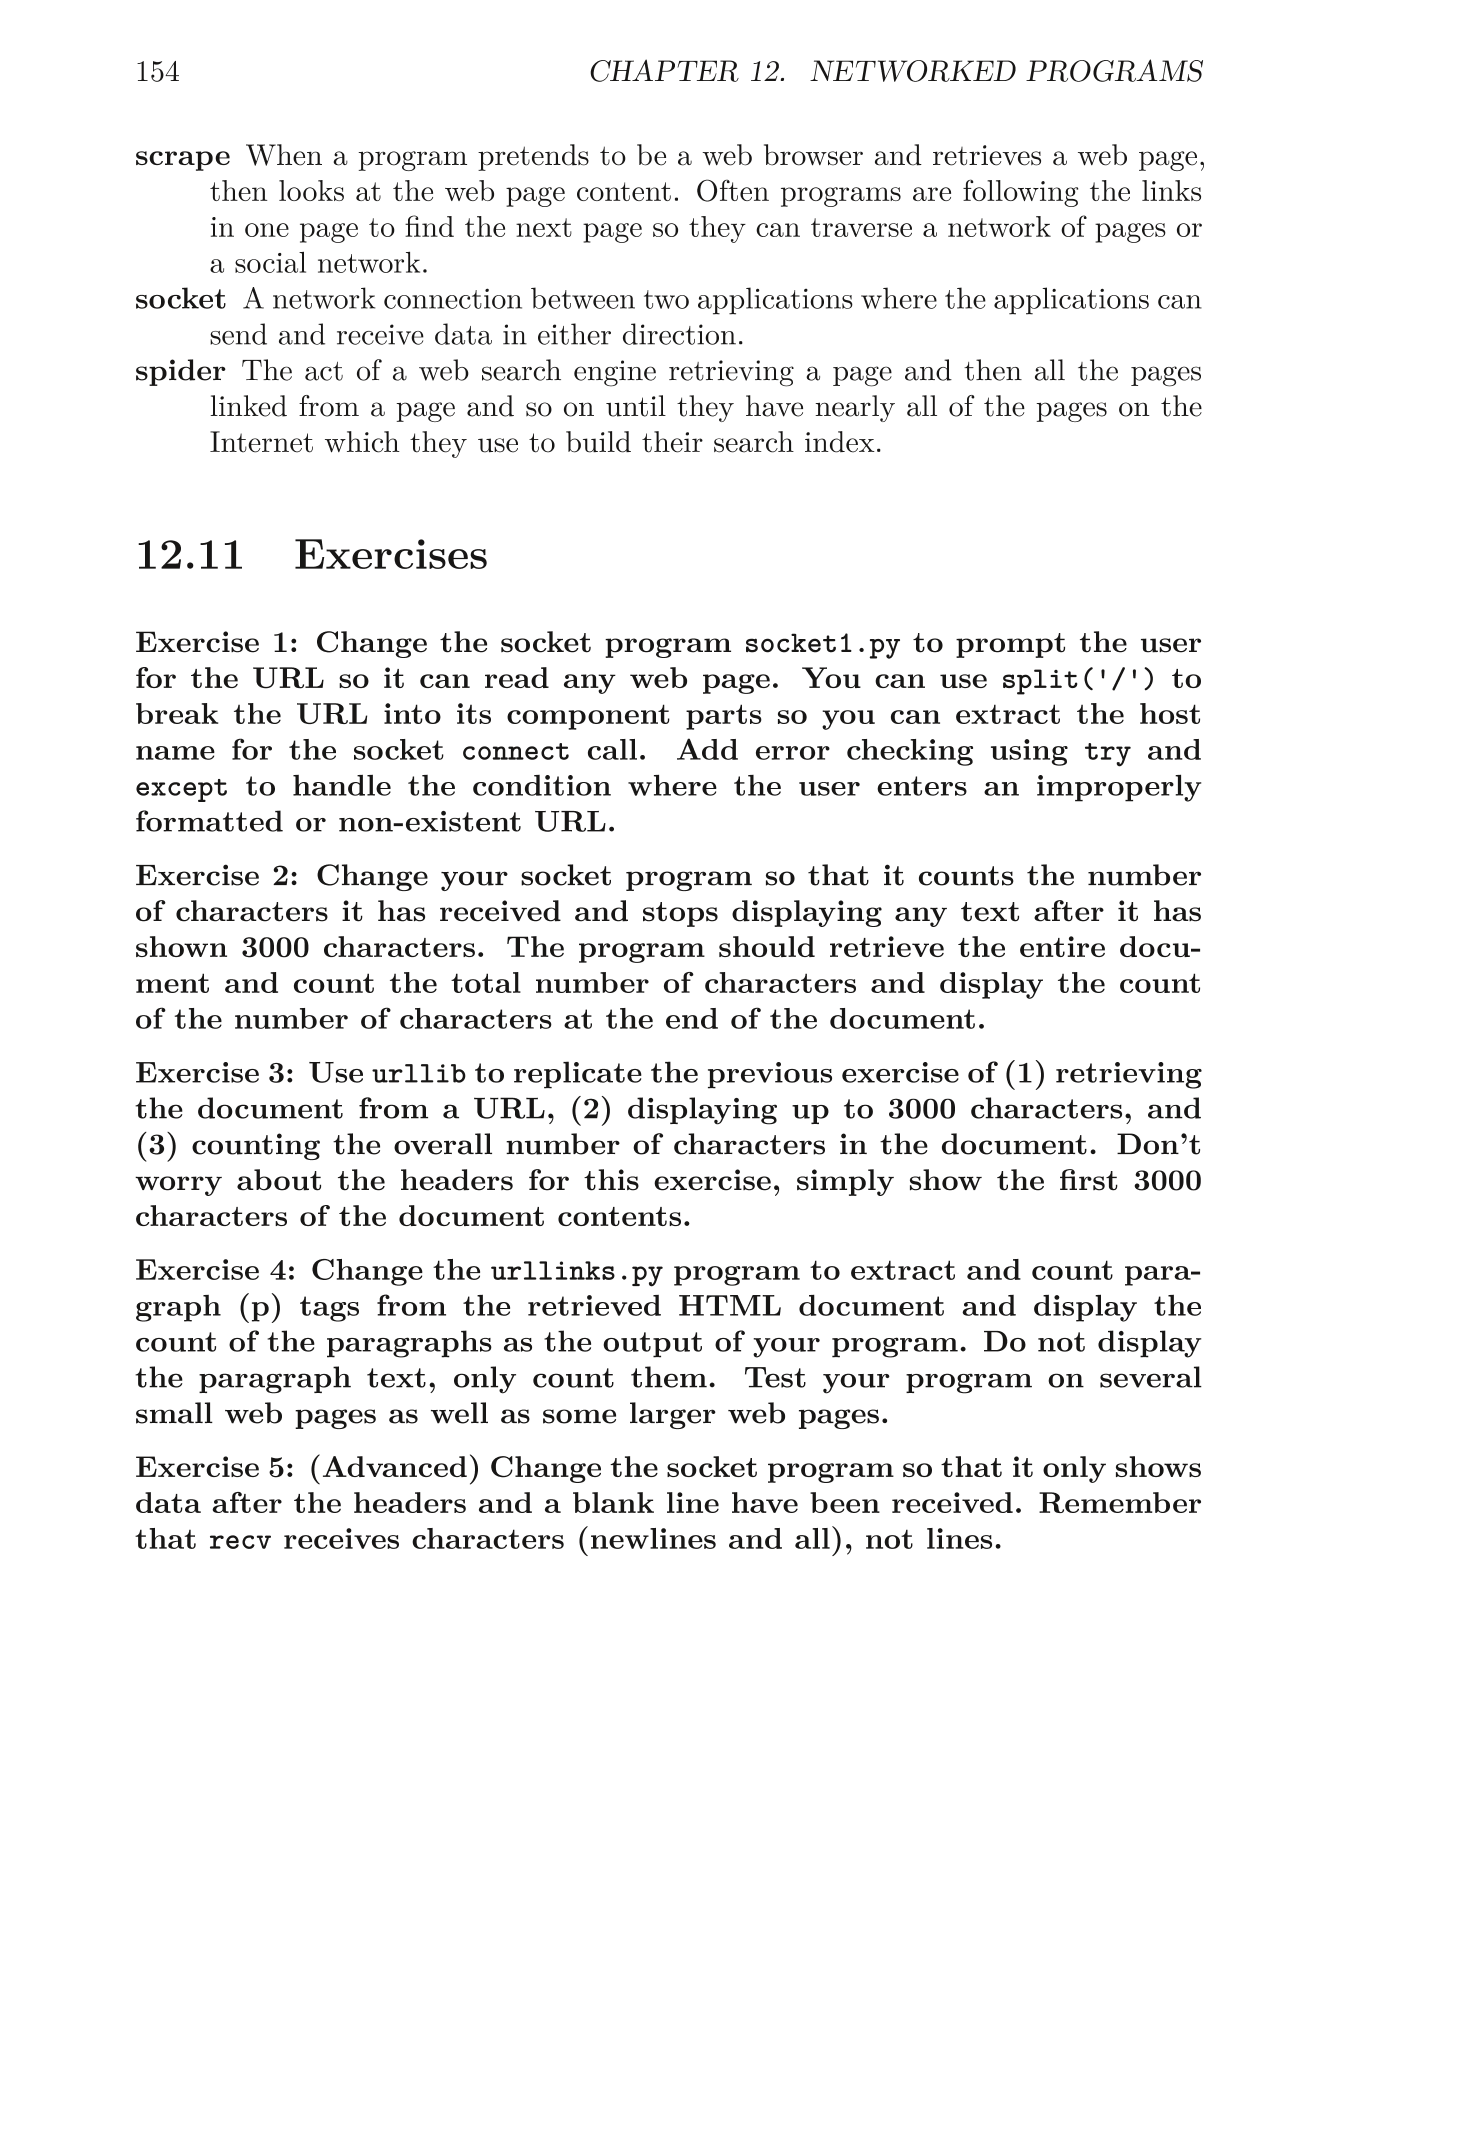 154
CHAPTER 12. NETWORKED PROGRAMS
scrape When a program pretends to be a web browser and retrieves a web page,
then looks at the web page content. Often programs are following the links
in one page to find the next page so they can traverse a network of pages or
a social network.
socket A network connection between two applications where the applications can
send and receive data in either direction.
spider The act of a web search engine retrieving a page and then all the pages
linked from a page and so on until they have nearly all of the pages on the
Internet which they use to build their search index.
12.11 Exercises
Exercise 1: Change the socket program socket1.py to prompt the user
for the URL so it can read any web page. You can use split('/') to
break the URL into its component parts so you can extract the host
name for the socket connect call. Add error checking using try and
except to handle the condition where the user enters an improperly
formatted or non-existent URL.
Exercise 2: Change your socket program so that it counts the number
of characters it has received and stops displaying any text after it has
shown 3000 characters. The program should retrieve the entire docu-
ment and count the total number of characters and display the count
of the number of characters at the end of the document.
Exercise 3: Use urllib to replicate the previous exercise of (1) retrieving
the document from a URL, (2) displaying up to 3000 characters, and
(3) counting the overall number of characters in the document. Don't
worry about the headers for this exercise, simply show the first 3000
characters of the document contents.
Exercise 4: Change the urllinks.py program to extract and count para-
graph (p) tags from the retrieved HTML document and display the
count of the paragraphs as the output of your program. Do not display
the paragraph text, only count them. Test your program on several
small web pages as well as some larger web pages.
Exercise 5: (Advanced) Change the socket program so that it only shows
data after the headers and a blank line have been received. Remember
that recv receives characters (newlines and all), not lines.